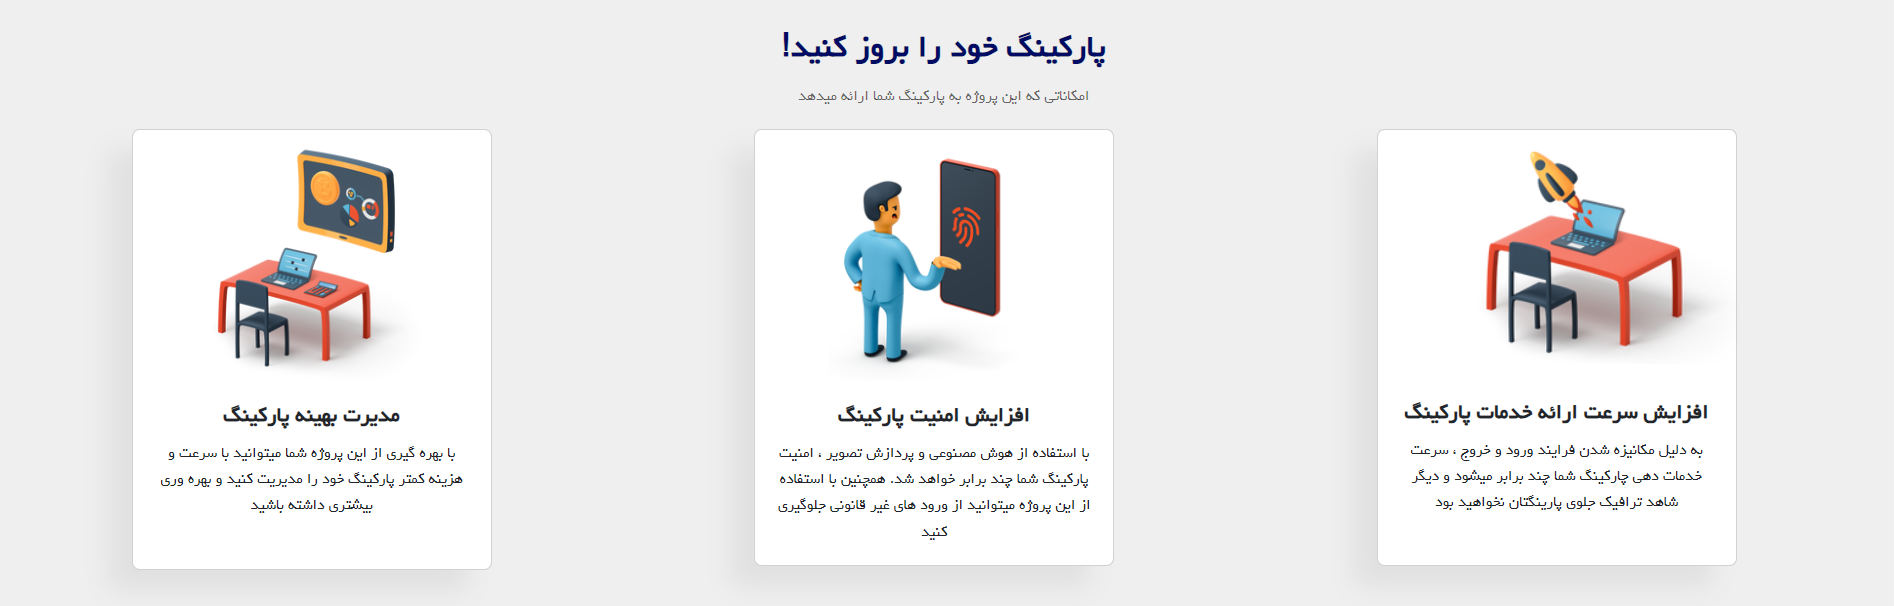 پارکینگ خود را بروز کنید!
امکاناتی که این پروژه به پارکینگ شما ارائه میدهد
افزایش سرعت ارائه خدمات پارکینگ
به دلیل مکانیزه شدن فرایند ورود و خروج ، سرعت
خدمات دهی چارکینگ شما چند برابر میشود و دیگر
شاهد ترافیک جلوی پارینگتان نخواهید بود
افزایش امنیت پارکینگ
با استفاده از هوش مصنوعی و پردازش تصویر ، امنیت
پارکینگ شما چند برابر خواهد شد. همچنین با استفاده
از این پروژه میتوانید از ورود های غیر قانونی جلوگیری
کنید
مدیرت بهینه پارکینگ
با بهره گیری از این پروژه شما میتوانید با سرعت و
هزینه کمتر پارکینگ خود را مدیریت کنید و بهره وری
بیشتری داشته باشید